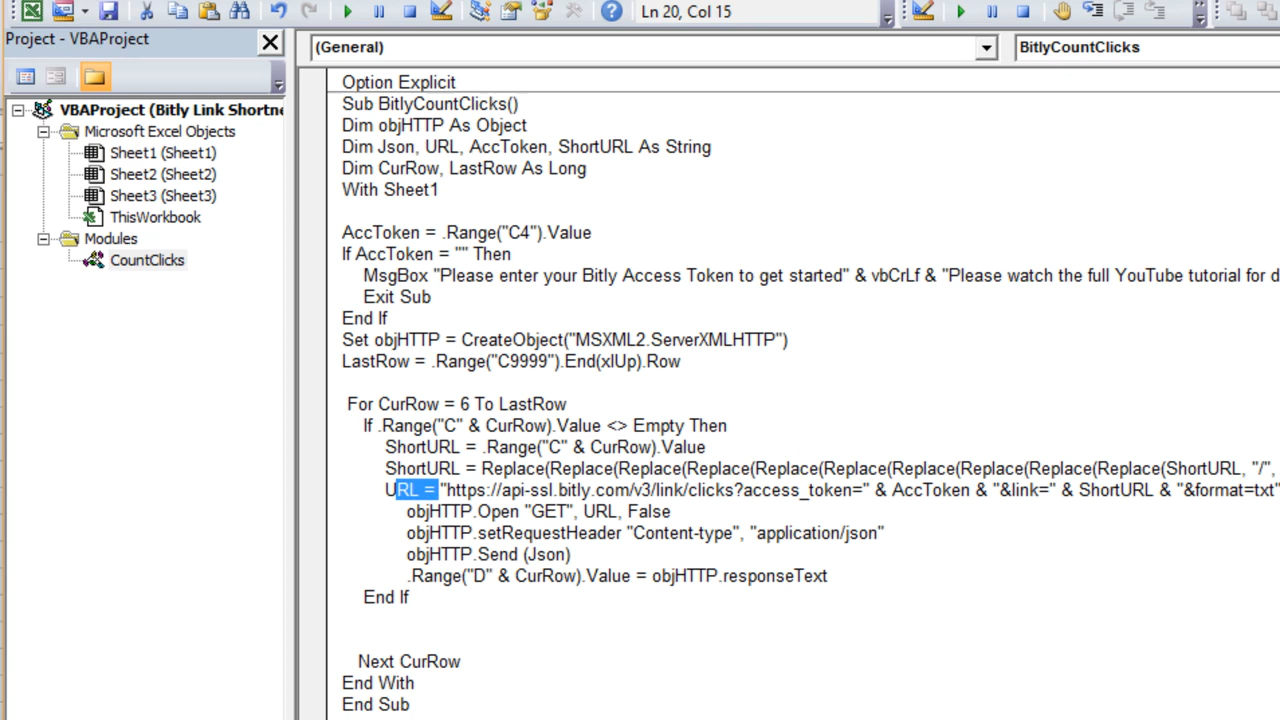 Ln 20, Col 15
Project - VBAProject
(General)
BitlyCountClicks
VBAProject (Bitly Link Shortne
Microsoft Excel Objects
Sheet1 (Sheet1)
Sheet2 (Sheet2)
Sheet3 (Sheet3)
ThisWorkbook
Modules
CountClicks
Option Explicit
Sub BitlyCountClicks()
Dim objHTTP As Object
Dim Json, URL, AccToken, ShortURL As String
Dim CurRow, LastRow As Long
With Sheet1
AccToken = .Range("C4").Value
If AccToken = "" Then
MsgBox "Please enter your Bitly Access Token to get started" & vbCrLf & "Please watch the full YouTube tutorial for d
Exit Sub
End If
Set objHTTP = CreateObject("MSXML2.ServerXMLHTTP")
LastRow = .Range("C9999").End(xlUp).Row
For CurRow = 6 To LastRow
If .Range("C" & CurRow).Value <> Empty Then
ShortURL = .Range("C" & CurRow).Value
ShortURL = Replace(Replace(Replace(Replace(Replace(Replace(Replace(Replace(Replace(Replace(ShortURL, "/",
URL = "https://api-ssl.bitly.com/v3/link/clicks?access_token=" & AccToken & "&link=" & ShortURL & "&format=txt"
objHTTP.Open "GET", URL, False
objHTTP.setRequestHeader "Content-type", "application/json"
objHTTP.Send (Json)
.Range("D" & CurRow).Value = objHTTP.responseText
End If
Next CurRow
End With
End Sub